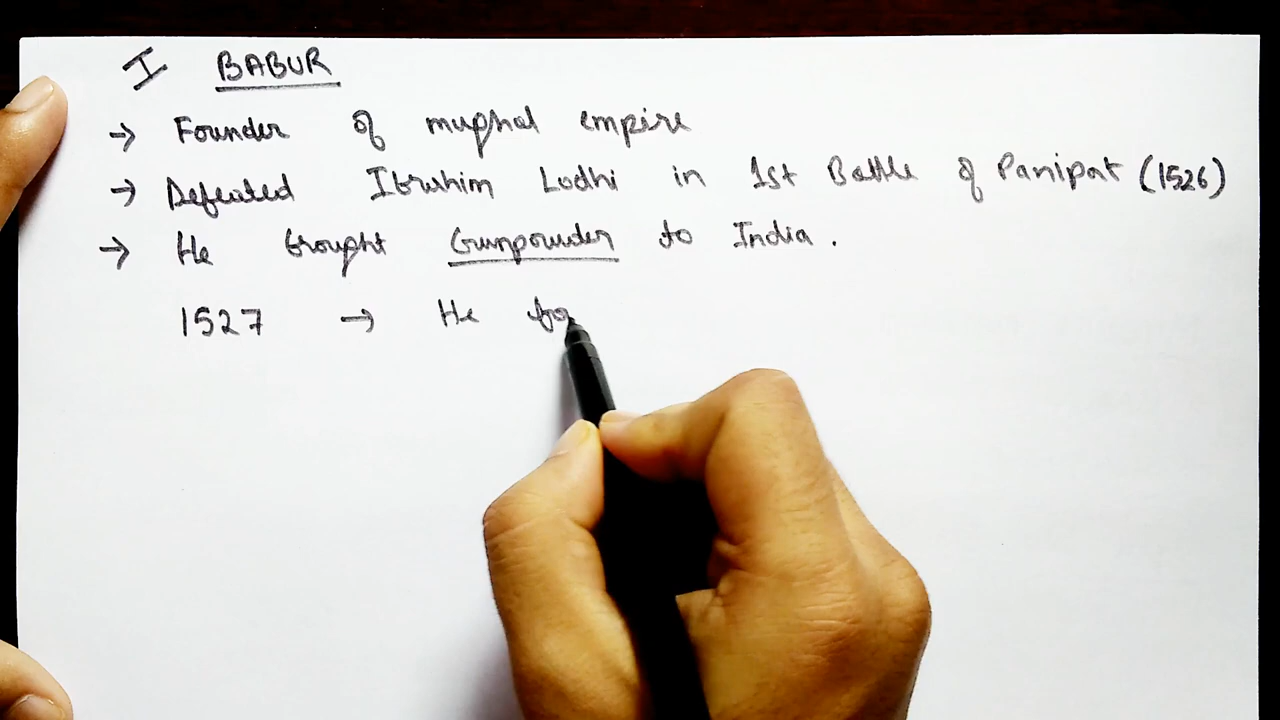 I BABUR
→ Founder of mughal empire
→ Defeated Ibrahim Lodhi in 1st Battle of Panipat (1526)
→ He brought Gunpowder to India.
1527 → He fo